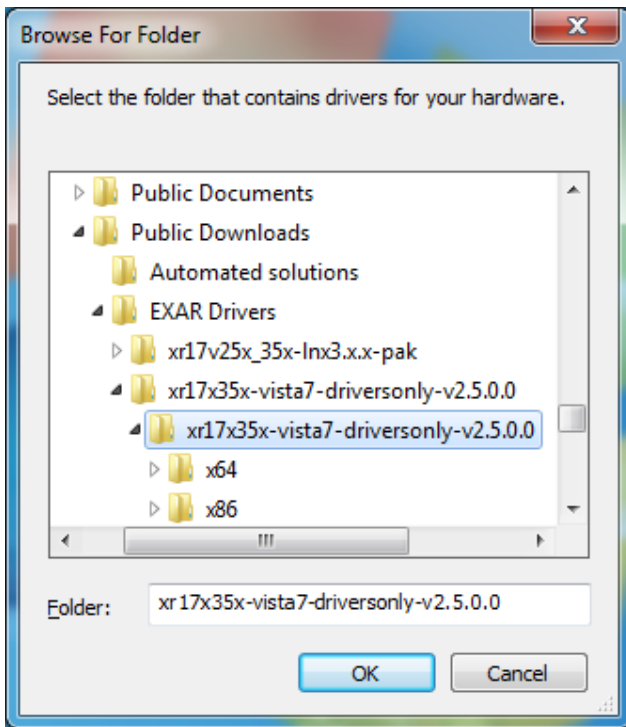 Browse For Folder
Select the folder that contains drivers for your hardware.
Public Documents
Public Downloads
Automated solutions
EXAR Drivers
xr17v25x_35x-lnx3.x.x-pak
xr17x35x-vista7-driversonly-v2.5.0.0
xr17x35x-vista7-driversonly-v2.5.0.0
x64
x86
Folder: xr17x35x-vista7-driversonly-v2.5.0.0
OK Cancel